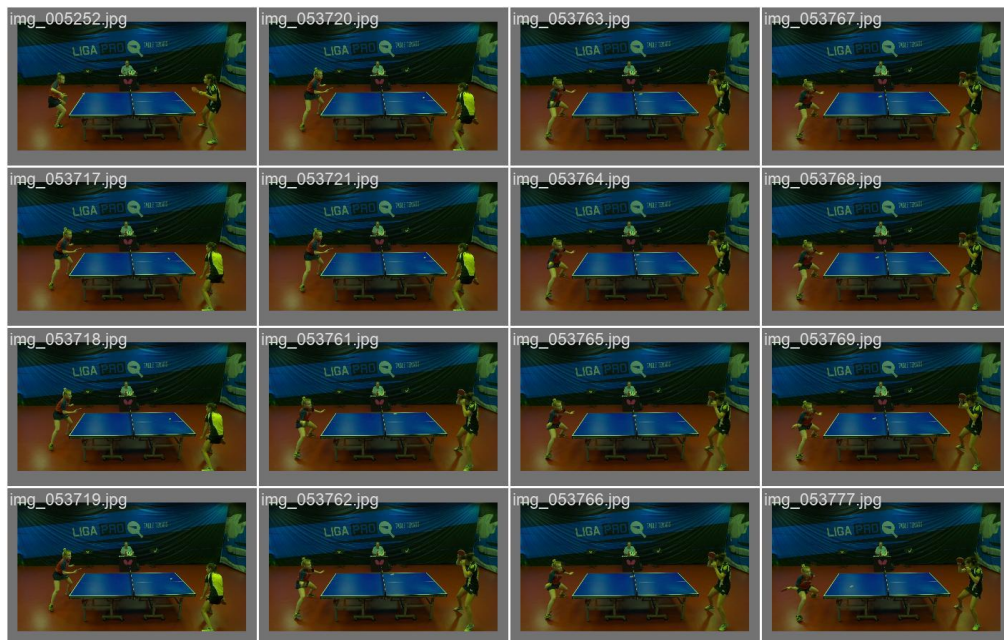 img_005252.jpg
LIGA PRO
img_053720.jpg
LIGA PRO
img_053763.jpg
LIGA PRO
img_053767.jpg
LIGA PRO
img_053717.jpg
LIGA PRO
img_053721.jpg
LIGA PRO
img_053764.jpg
LIGA PRO
img_053768.jpg
LIGA PRO
img_053718.jpg
LIGA PRO
img_053761.jpg
LIGA PRO
img_053765.jpg
LIGA PRO
img_053769.jpg
LIGA PRO
img_053719.jpg
LIGA PRO
img_053762.jpg
LIGA PRO
img_053766.jpg
LIGA PRO
img_053777.jpg
LIGA PRO